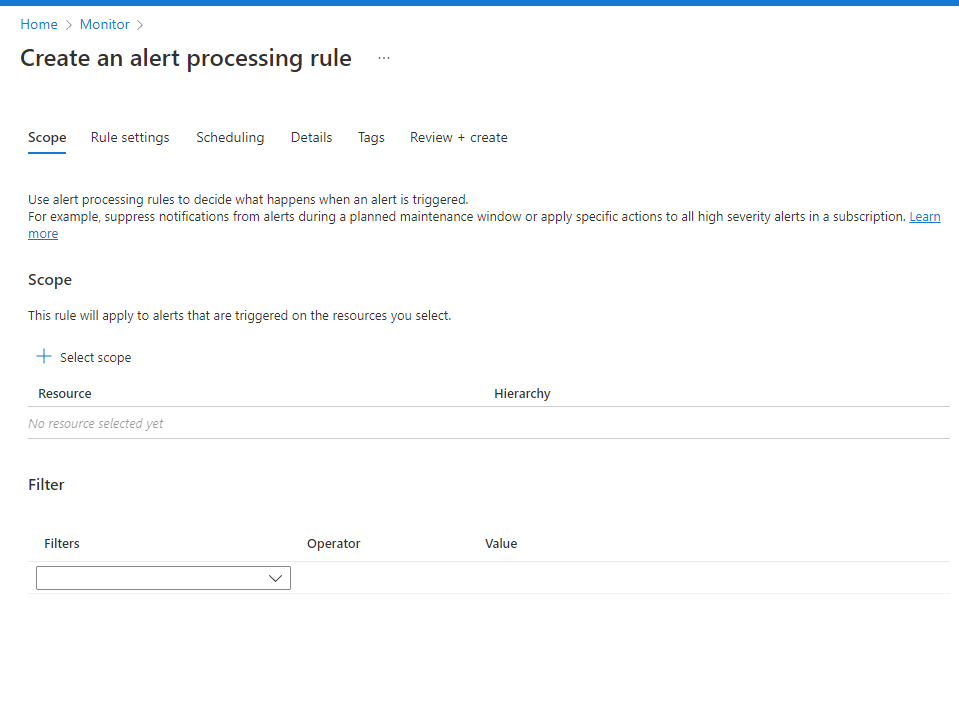 Home > Monitor >
Create an alert processing rule ...
Scope Rule settings Scheduling Details Tags Review + create
Use alert processing rules to decide what happens when an alert is triggered.
For example, suppress notifications from alerts during a planned maintenance window or apply specific actions to all high severity alerts in a subscription. Learn
more
Scope
This rule will apply to alerts that are triggered on the resources you select.
+ Select scope
Resource Hierarchy
No resource selected yet
Filter
Filters Operator Value